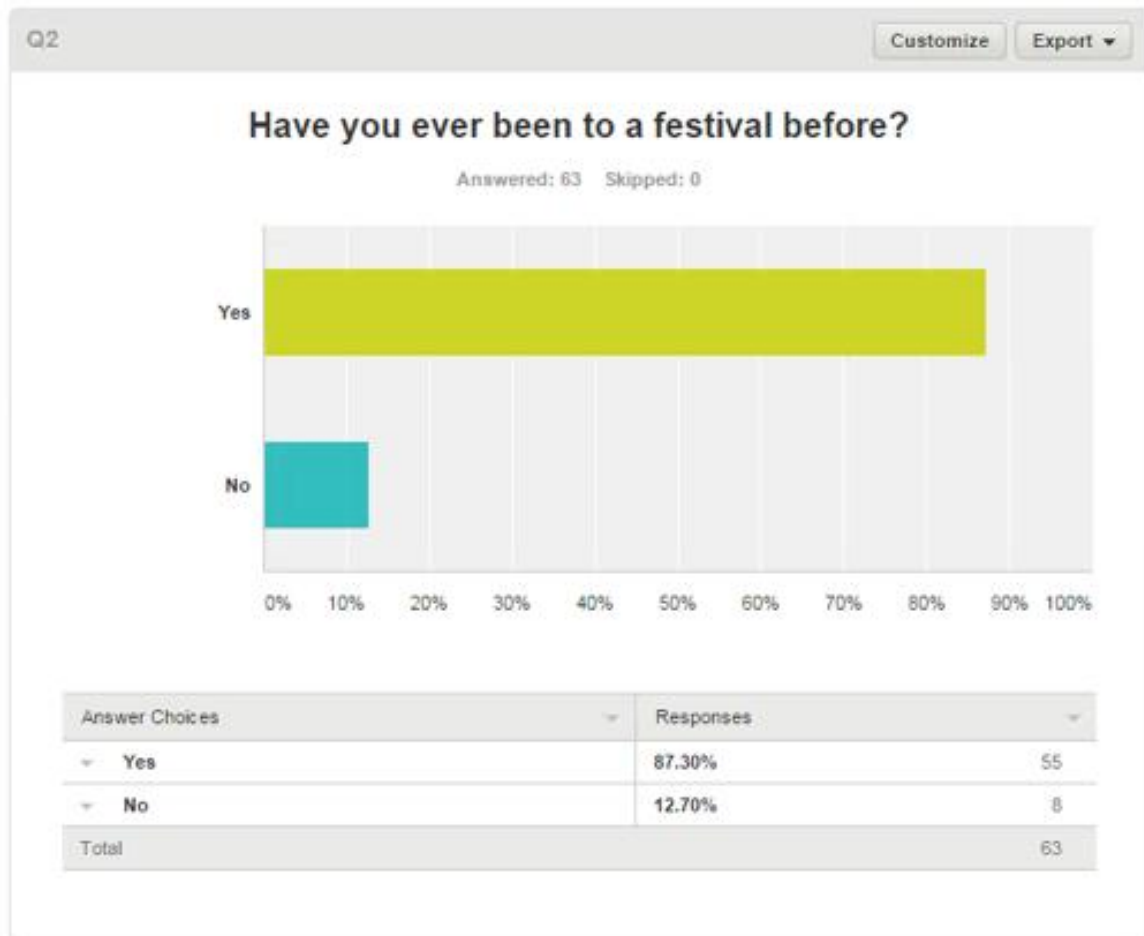 Q2
Customize
Export
Have you ever been to a festival before?
Answered: 63 Skipped: 0
Yes
No
0% 10% 20% 30% 40% 50% 60% 70% 80% 90% 100%
Answer Choices Responses
Yes 87.30% 55
No 12.70% 8
Total 63